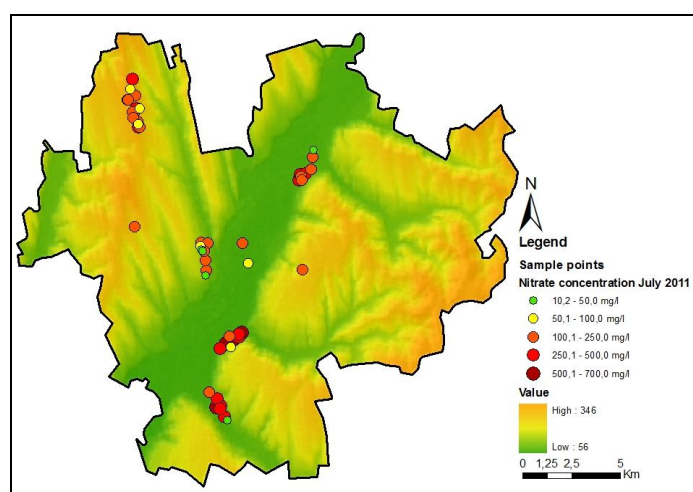 N
Legend
Sample points
Nitrate concentration July 2011
10,2 - 50,0 mg/l
50,1 - 100,0 mg/l
100,1 - 250,0 mg/l
250,1 - 500,0 mg/l
500,1 - 700,0 mg/l
Value
High : 346
Low : 56
0 1,25 2,5 5
Km